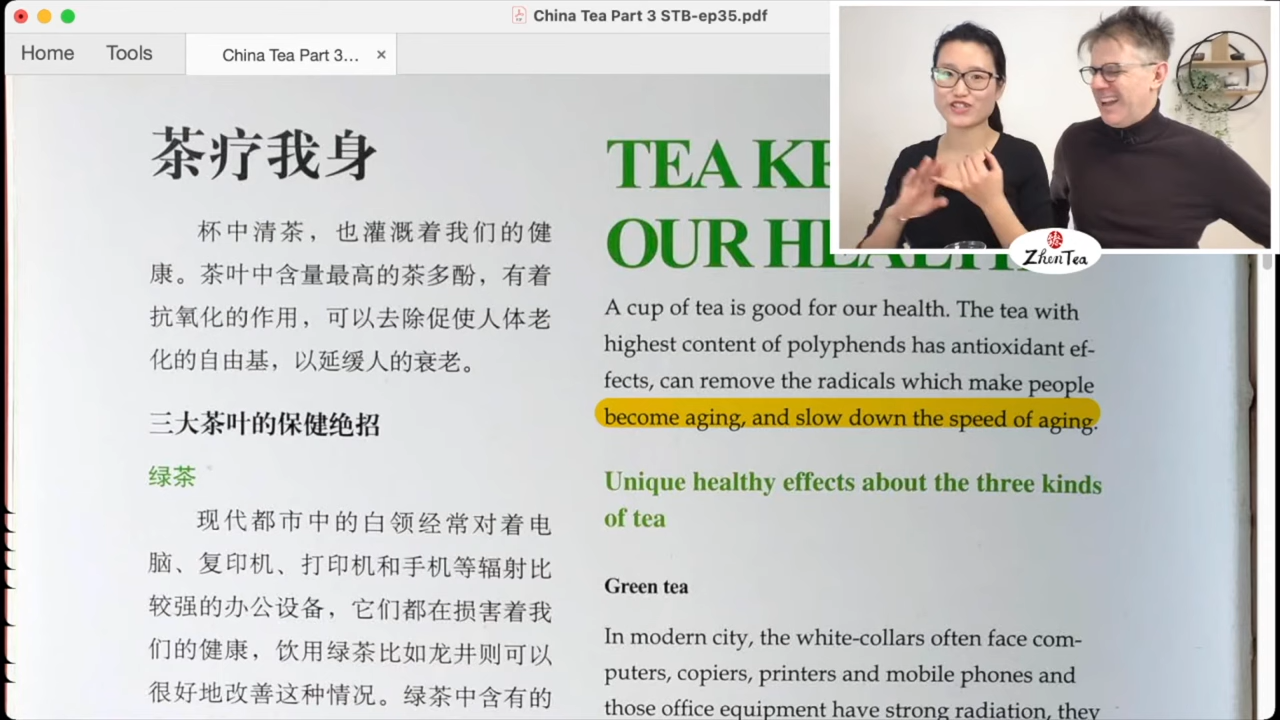 China Tea Part 3 STB-ep35.pdf
Home
Tools
China Tea Part 3...
茶疗我身
杯中清茶，也灌溉着我们的健
康。茶叶中含量最高的茶多酚，有着
抗氧化的作用，可以去除促使人体老
化的自由基，以延缓人的衰老。
三大茶叶的保健绝招
绿茶
现代都市中的白领经常对着电
脑、复印机、打印机和手机等辐射比
较强的办公设备，它们都在损害着我
们的健康，饮用绿茶比如龙井则可以
很好地改善这种情况。绿茶中含有的
TEA
OUR
A cup of tea is good for our health. The tea with
highest content of polyphends has antioxidant ef-
fects, can remove the radicals which make people
become aging, and slow down the speed of aging.
Unique healthy effects about the three kinds
of tea
Green tea
In modern city, the white-collars often face com-
puters, copiers, printers and mobile phones and
those office equipment have strong radiation, they
Zhen Tea